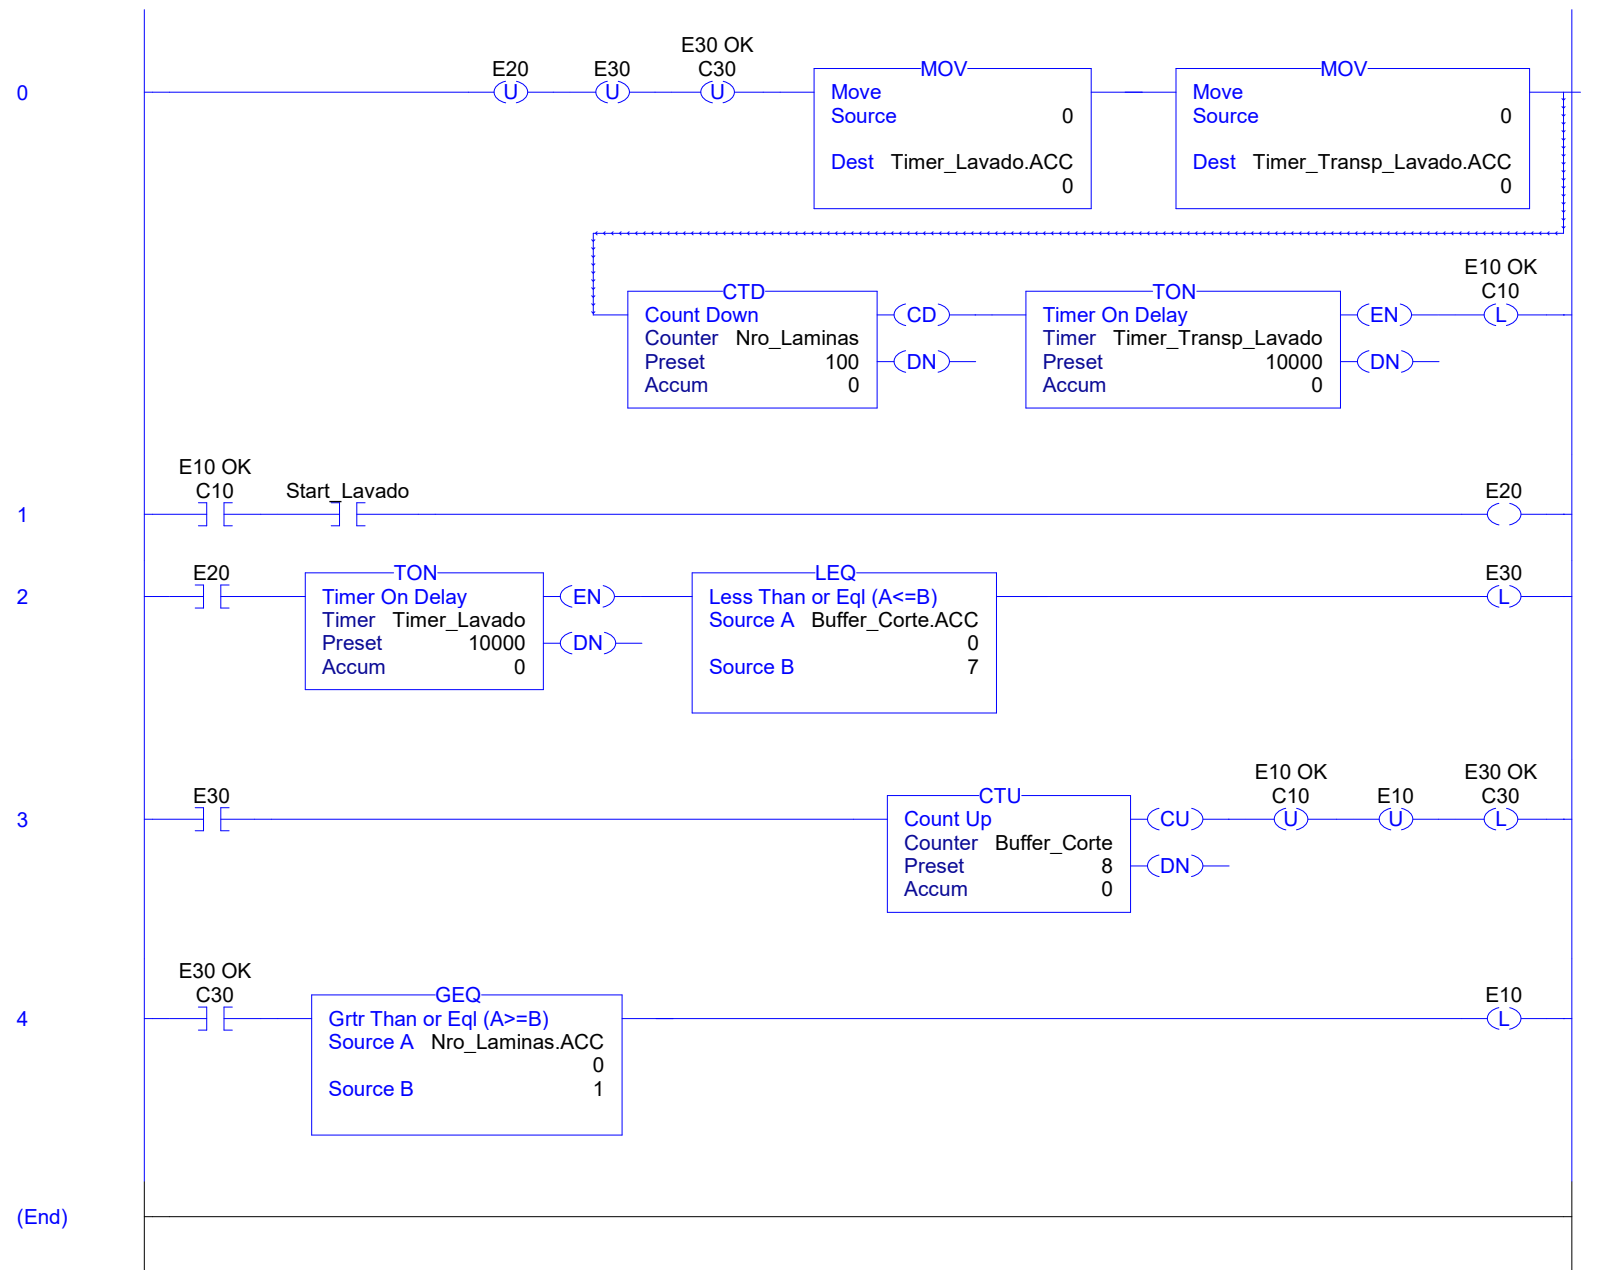 E30 OK
E20 E30 C30 MOV MOV
0 U U U Move Move
Source 0 Source 0
Dest Timer_Lavado.ACC Dest Timer_Transp_Lavado.ACC
0 0
E10 OK
CTD TON C10
Count Down CD Timer On Delay EN L
Counter Nro_Laminas Timer Timer_Transp_Lavado
Preset 100 DN Preset 10000 DN
Accum 0 Accum 0
E10 OK
C10 Start_Lavado E20
1
E20 TON LEQ E30
2 Timer On Delay EN Less Than or Eql (A<=B) L
Timer Timer_Lavado Source A Buffer_Corte.ACC
Preset 10000 DN 0
Accum 0 Source B 7
E10 OK E30 OK
E30 CTU C10 E10 C30
3 Count Up CU U U L
Counter Buffer_Corte
Preset 8 DN
Accum 0
E30 OK
C30 GEQ E10
4 Grtr Than or Eql (A>=B) L
Source A Nro_Laminas.ACC
0
Source B 1
(End)